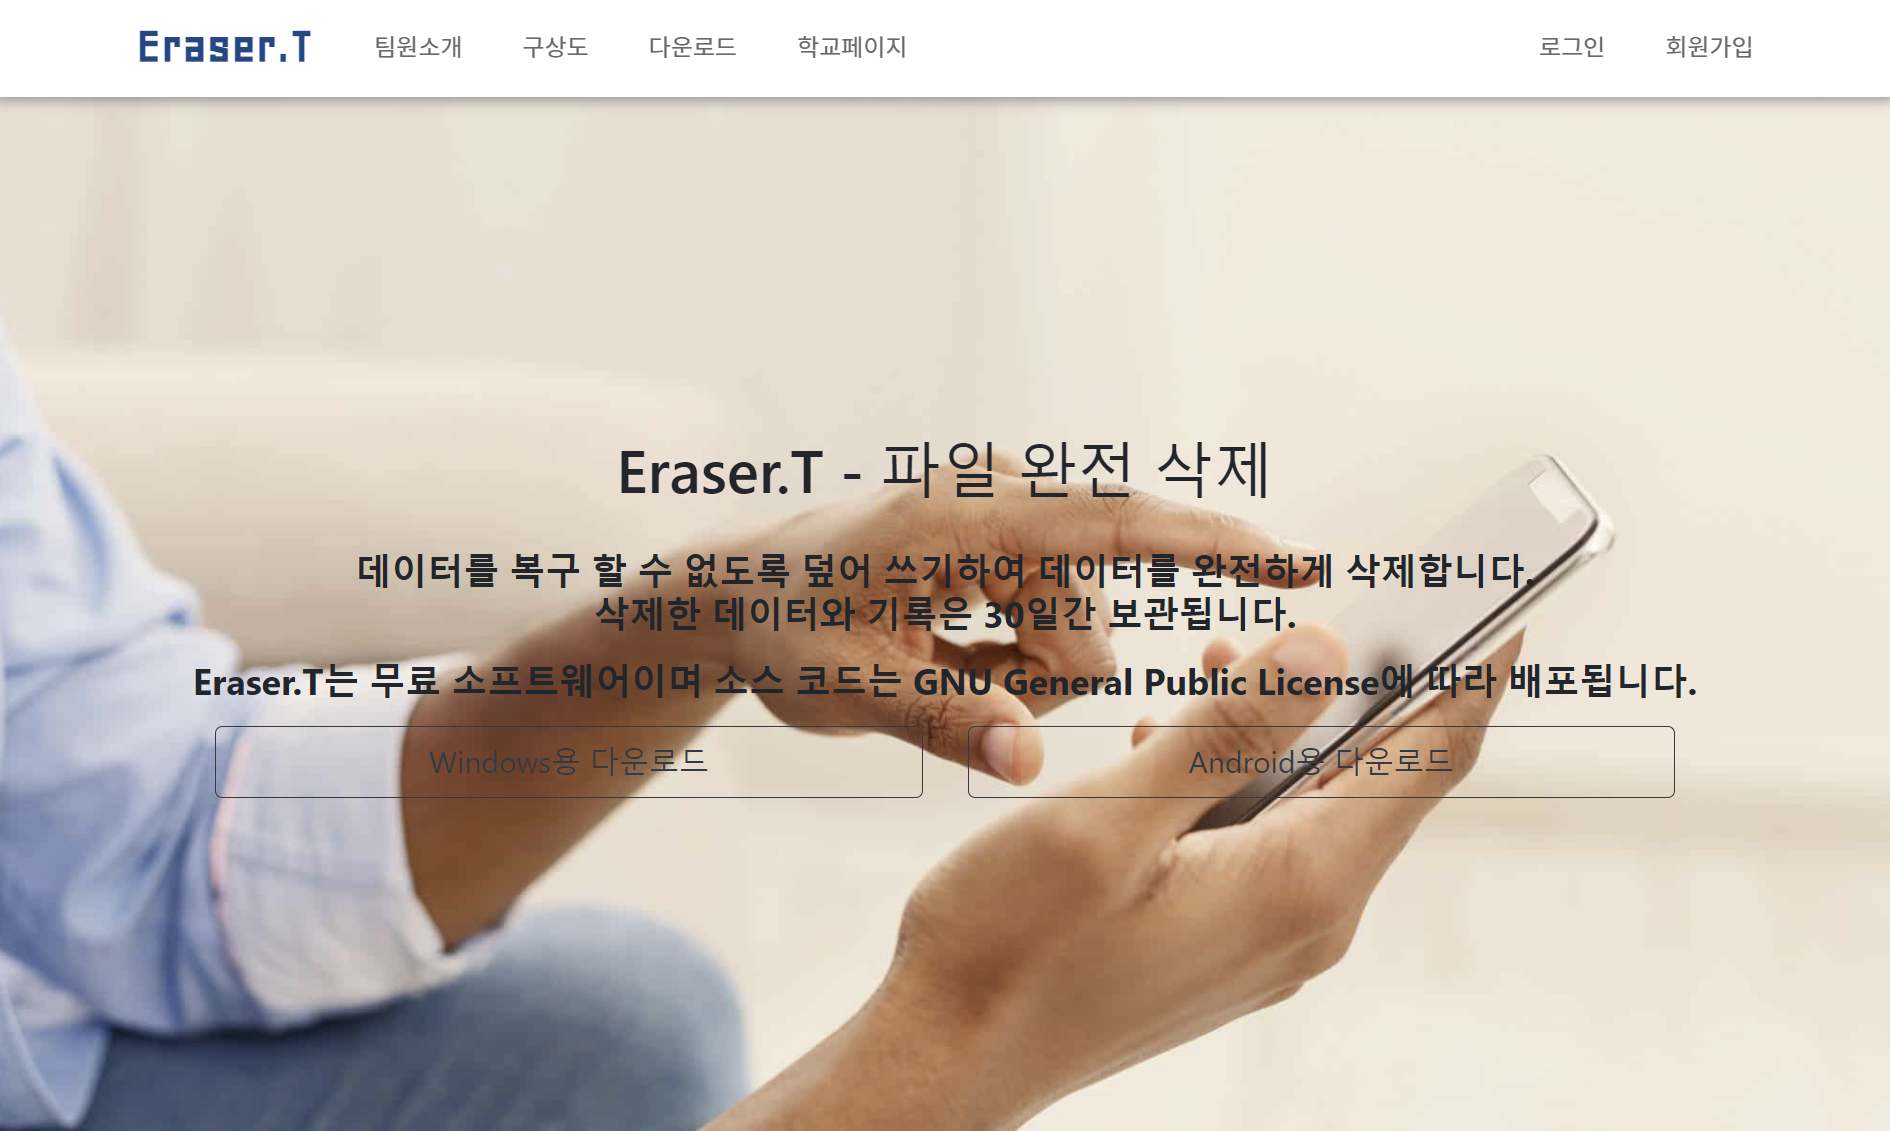 Eraser.T
팀원소개
구상도
다운로드
학교페이지
로그인
회원가입
Eraser.T - 파일 완전 삭제
데이터를 복구 할 수 없도록 덮어 쓰기하여 데이터를 완전하게 삭제합니다.
삭제한 데이터와 기록은 30일간 보관됩니다.
Eraser.T는 무료 소프트웨어이며 소스 코드는 GNU General Public License에 따라 배포됩니다.
Windows용 다운로드
Android용 다운로드